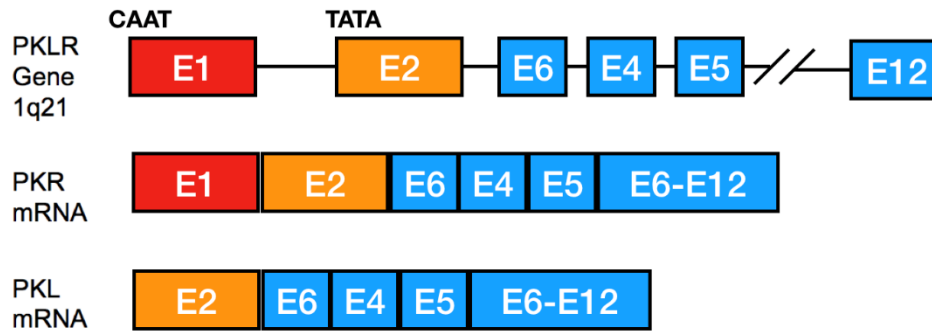 CAAT TATA
PKLR
Gene
1q21
E1 E2 E6 E4 E5 E12
PKR
mRNA
E1 E2 E6 E4 E5 E6-E12
PKL
mRNA
E2 E6 E4 E5 E6-E12